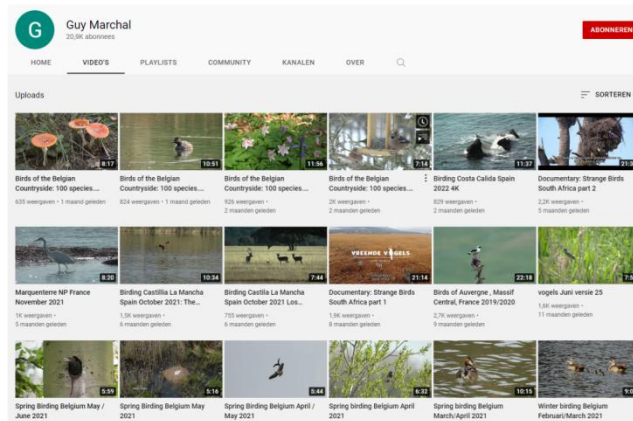 G
Guy Marchal
20,9K abonnees
ABONNEREN
HOME VIDEO'S PLAYLISTS COMMUNITY KANALEN OVER
Uploads
SORTEREN
8:17 10:51 11:56 7:14 11:37 21:3
Birds of the Belgian Birds of the Belgian Birds of the Belgian Birds of the Belgian Birding Costa Calida Spain Documentary: Strange Birds
Countryside: 100 species.... Countryside: 100 species.... Countryside: 100 species.... Countryside: 100 species.... 2022 4K South Africa part 2
635 weergaven • 1 maand geleden 824 weergaven • 1 maand geleden 926 weergaven • 2K weergaven • 829 weergaven • 2,2K weergaven •
2 maanden geleden 2 maanden geleden 2 maanden geleden 5 maanden geleden
VREENDE VOGELS
8:20 10:34 7:44 21:14 22:18 7:5
Marquenterre NP France Birding Castillia La Mancha Birding Castila La Mancha Documentary: Strange Birds Birds of Auvergne , Massif vogels Juni versie 25
November 2021 Spain October 2021: The... Spain October 2021 Los... South Africa part 1 Central, France 2019/2020
1K weergaven • 1,5K weergaven • 755 weergaven • 1,9K weergaven • 2,7K weergaven • 1,6K weergaven •
5 maanden geleden 6 maanden geleden 6 maanden geleden 8 maanden geleden 9 maanden geleden 11 maanden geleden
5:59 5:16 5:44 6:32 10:15 9:0
Spring Birding Belgium May / Spring Birding Belgium May Spring Birding Belgium April / Spring birding Belgium April Spring birding Belgium Winter birding Belgium
June 2021 2021 May 2021 2021 March/April 2021 Februari/March 2021